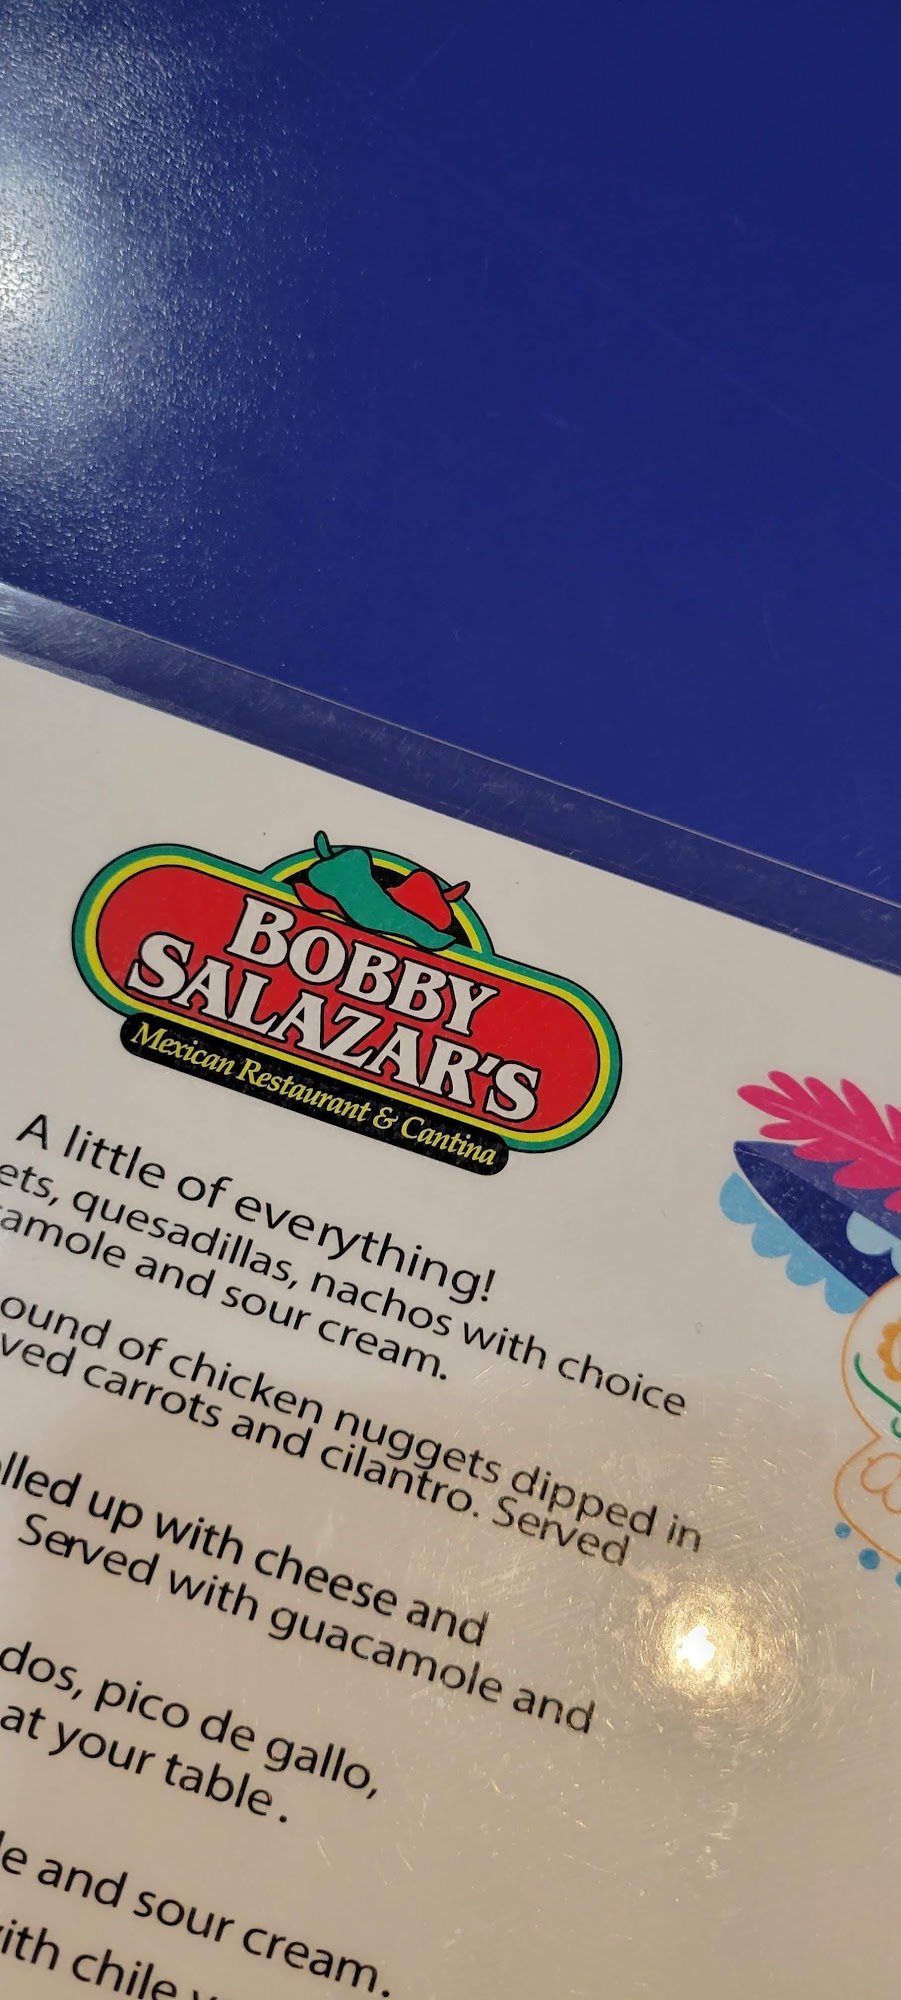 BOBBY
SALAZAR'S
Mexican Restaurant & Cantina
A little of everything!
ets, quesadillas, nachos with choice
amole and sour cream.
ound of chicken nuggets dipped in
ved carrots and cilantro. Served
lled up with cheese and
Served with guacamole and
dos, pico de gallo,
at your table.
e and sour cream.
with chile